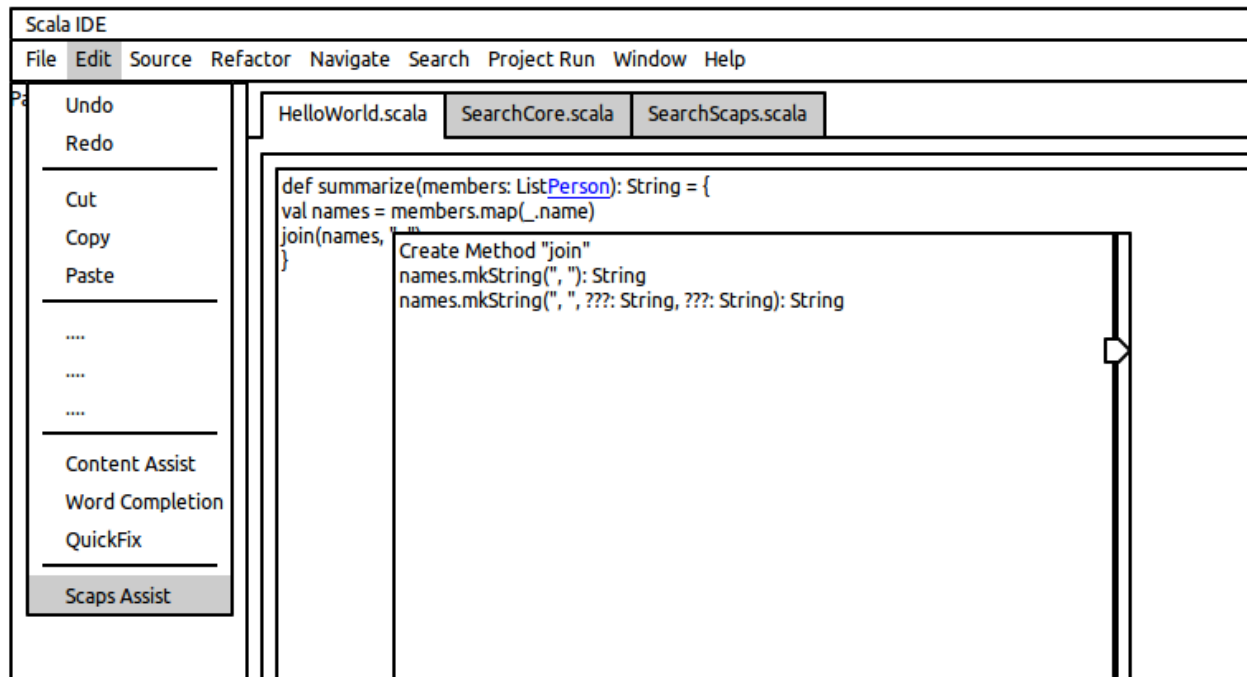 Scala IDE
File Edit Source Refactor Navigate Search Project Run Window Help
Undo
Redo
Cut
Copy
Paste
....
....
....
Content Assist
Word Completion
QuickFix
Scaps Assist
HelloWorld.scala SearchCore.scala SearchScaps.scala
def summarize(members: ListPerson): String = {
val names = members.map(_.name)
join(names,
}
Create Method "join"
names.mkString(", "): String
names.mkString(", ", ???: String, ???: String): String